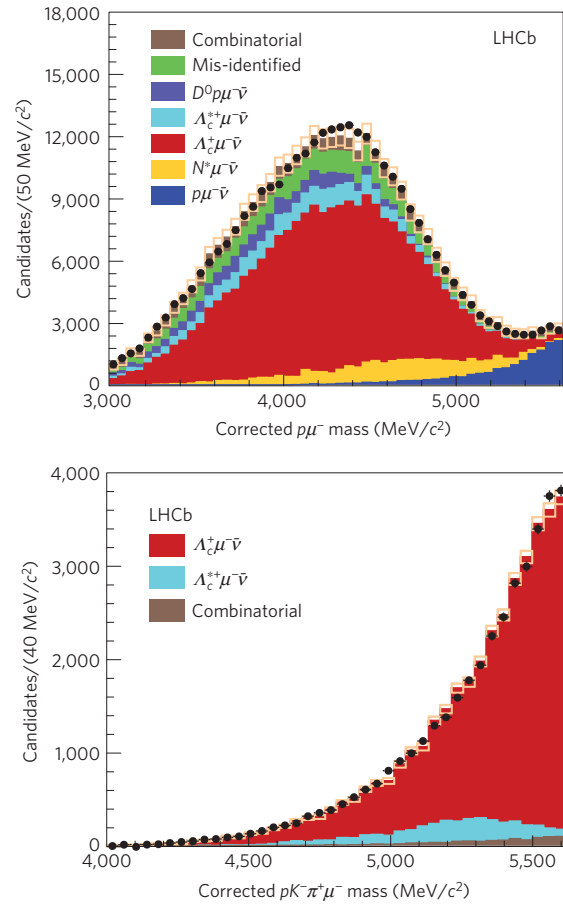 18,000
15,000
12,000
9,000
6,000
3,000
0
Candidates/(50 MeV/c²)
Combinatorial
Mis-identified
D⁰pμ⁻ν̄
Λc*⁺μ⁻ν̄
Λc⁺μ⁻ν̄
N*μ⁻ν̄
pμ⁻ν̄
LHCb
3,000 4,000 5,000
Corrected pμ⁻ mass (MeV/c²)
4,000
3,000
2,000
1,000
0
Candidates/(40 MeV/c²)
LHCb
Λc⁺μ⁻ν̄
Λc*⁺μ⁻ν̄
Combinatorial
4,000 4,500 5,000 5,500
Corrected pK⁻π⁺μ⁻ mass (MeV/c²)